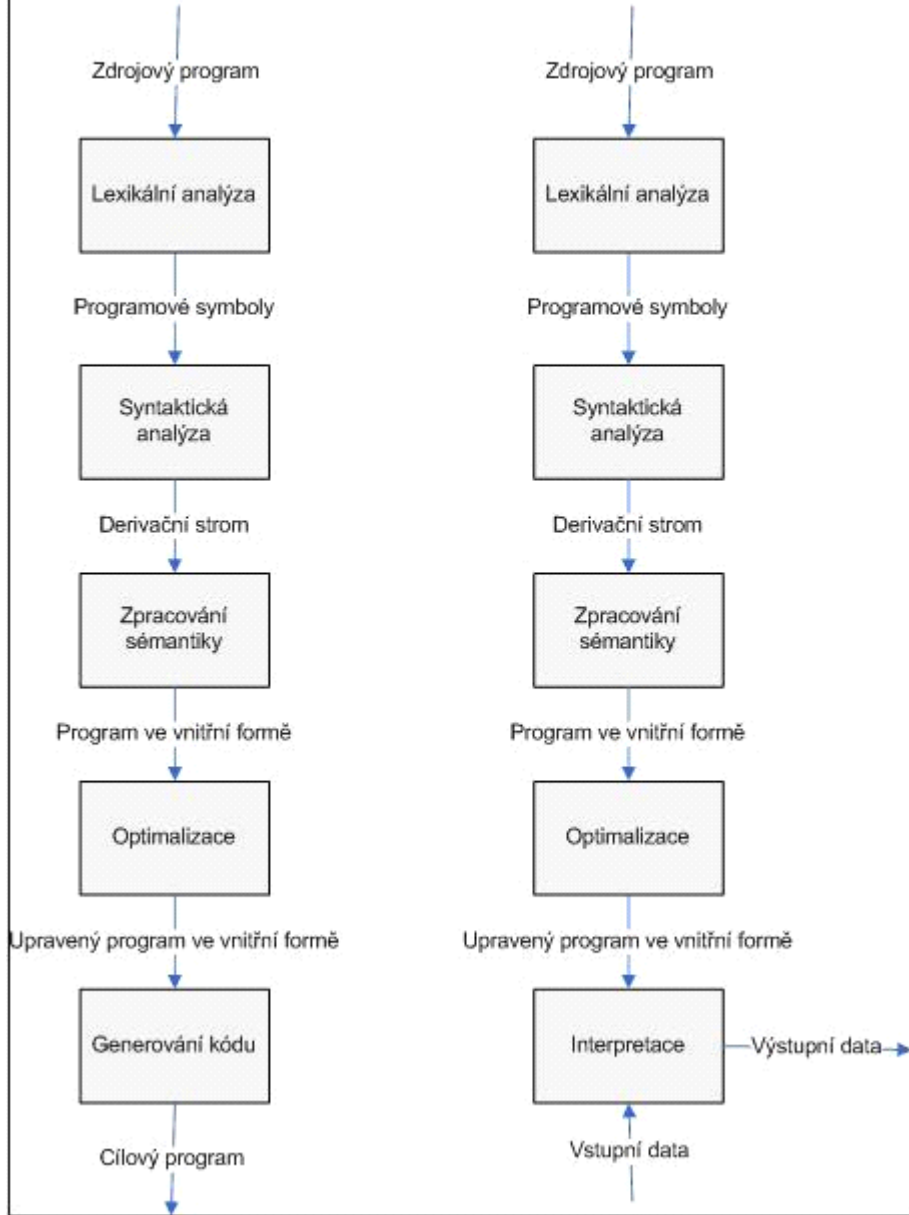 Zdrojový program
Lexikální analýza
Programové symboly
Syntaktická
analýza
Derivační strom
Zpracování
sémantiky
Program ve vnitřní formě
Optimalizace
Upravený program ve vnitřní formě
Generování kódu
Cílový program
Zdrojový program
Lexikální analýza
Programové symboly
Syntaktická
analýza
Derivační strom
Zpracování
sémantiky
Program ve vnitřní formě
Optimalizace
Upravený program ve vnitřní formě
Interpretace
Výstupní data
Vstupní data